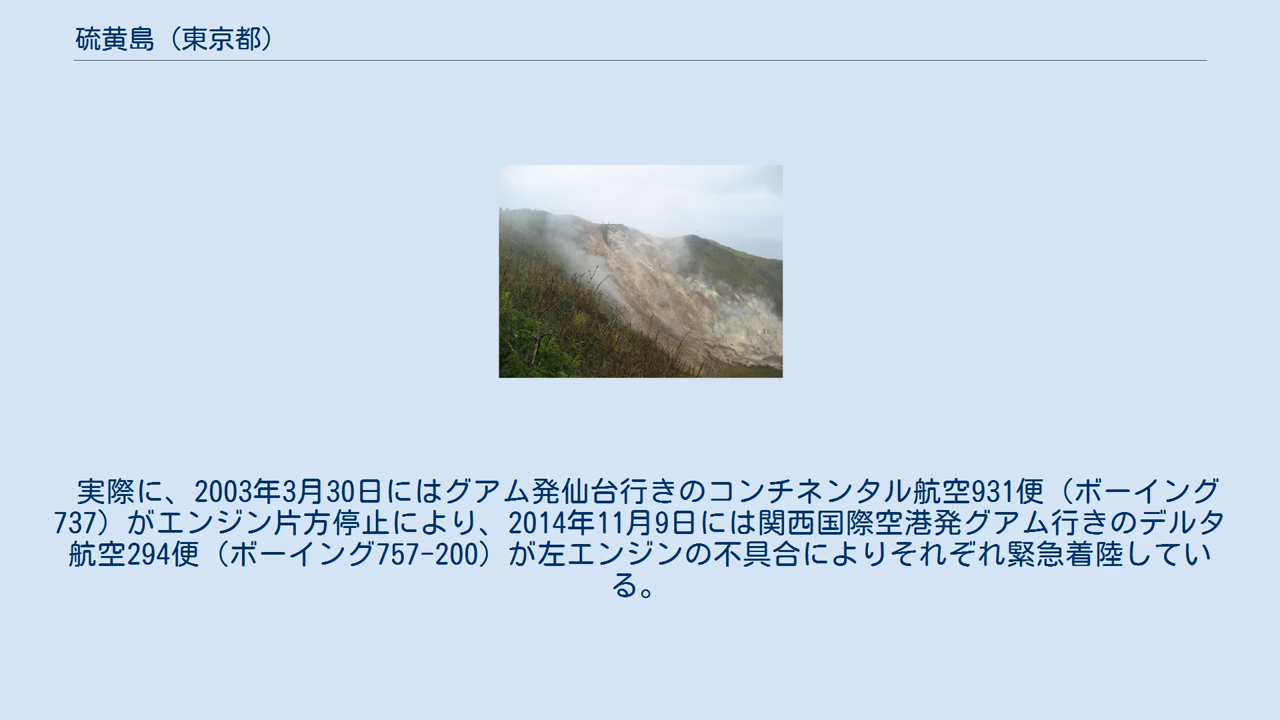 硫黄島（東京都）
実際に、2003年3月30日にはグアム発仙台行きのコンチネンタル航空931便（ボーイング
737）がエンジン片方停止により、2014年11月9日には関西国際空港発グアム行きのデルタ
航空294便（ボーイング757-200）が左エンジンの不具合によりそれぞれ緊急着陸してい
る。